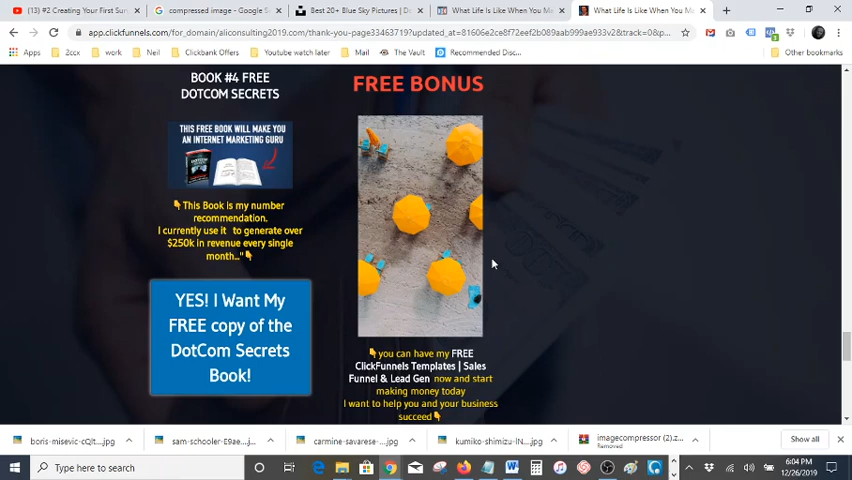 (13) #2 Creating Your First Surv
compressed image - Google S
Best 20+ Blue Sky Pictures | Do
What Life Is Like When You Ma
What Life Is Like When You M
app.clickfunnels.com/for_domain/aliconsulting2019.com/thank-you-page33463719?updated_at=81606e2ce8f72eef2b089aab999ae933v2&track=0&p...
Apps
2ccx
work
Neil
Clickbank Offers
Youtube watch later
Mail
The Vault
Recommended Disc...
Other bookmarks
BOOK #4 FREE
DOTCOM SECRETS
THIS FREE BOOK WILL MAKE YOU
AN INTERNET MARKETING GURU
👇This Book is my number
recommendation.
I currently use it to generate over
$250k in revenue every single
month..."👇
YES! I Want My
FREE copy of the
DotCom Secrets
Book!
FREE BONUS
👇you can have my FREE
ClickFunnels Templates | Sales
Funnel & Lead Gen now and start
making money today
I want to help you and your business
succeed👇
boris-misevic-cQJt...jpg
sam-schooler-E9ae...jpg
carmine-savarese-...jpg
kumiko-shimizu-IN...jpg
imagecompressor (2).z...
Removed
Show all
Type here to search
6:04 PM
12/26/2019